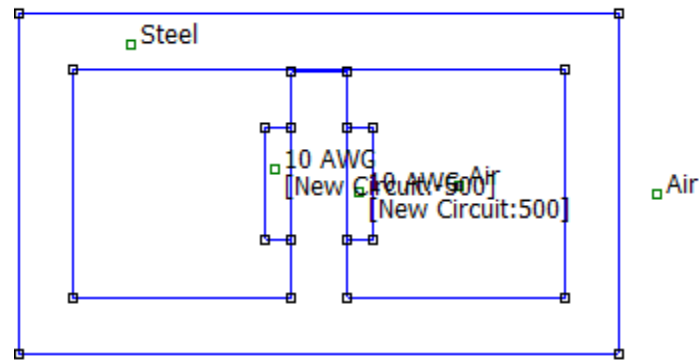 Steel
10 AWG
[New Circuit:-500]
10 AWG
Air
[New Circuit:500]
Air